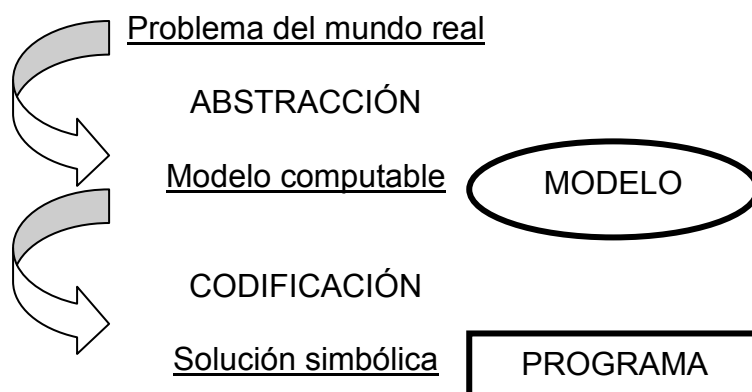 Problema del mundo real
ABSTRACCIÓN
Modelo computable MODELO
CODIFICACIÓN
Solución simbólica PROGRAMA